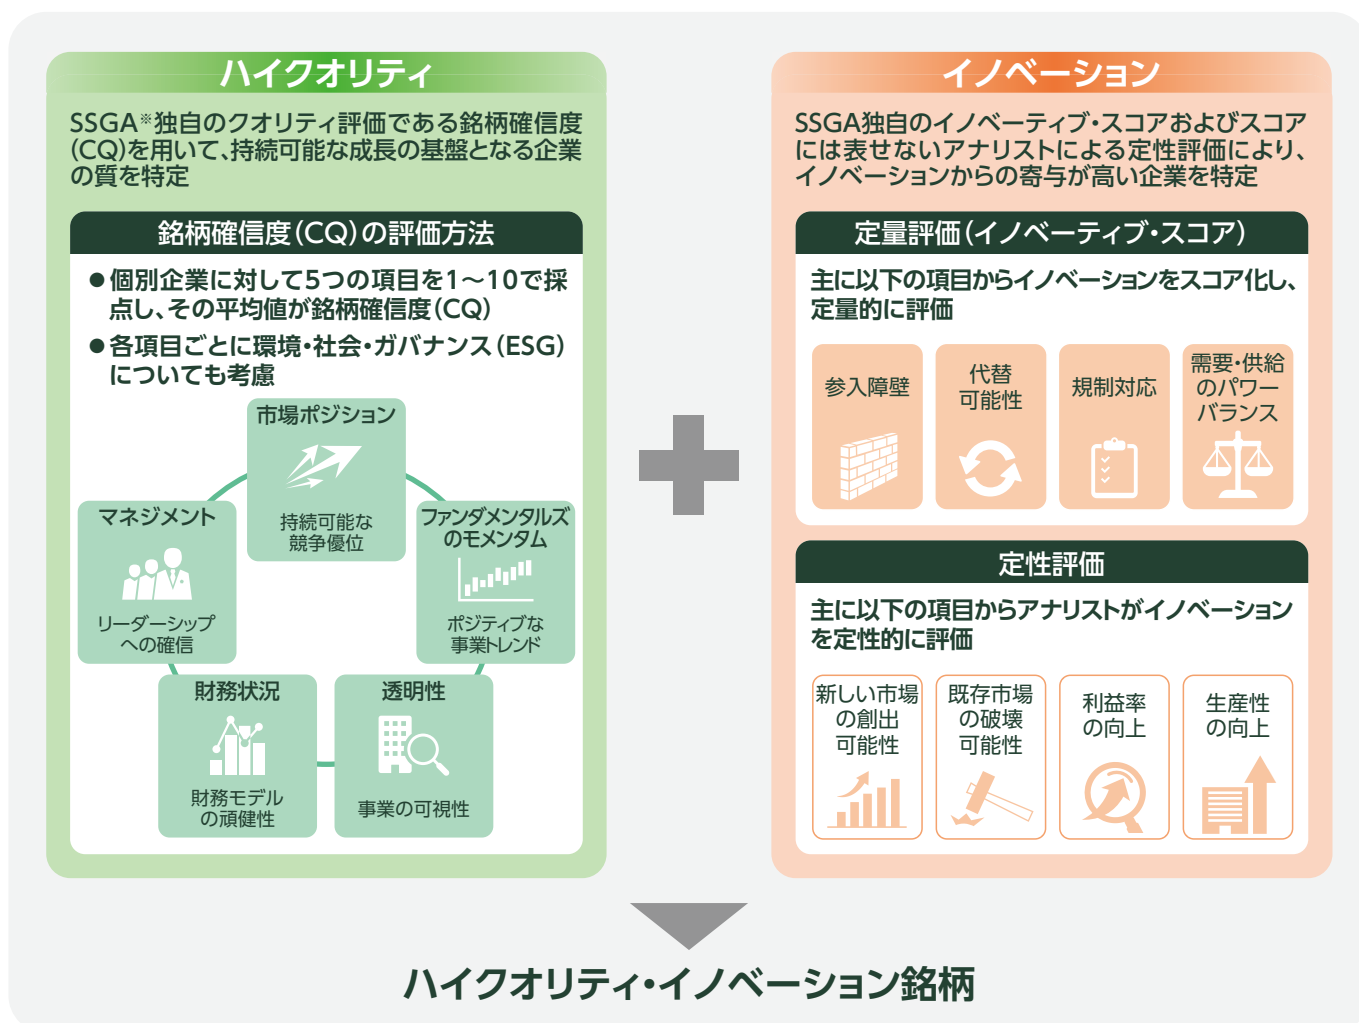 ハイクオリティ
SSGA※独自のクオリティ評価である銘柄確信度
(CQ)を用いて、持続可能な成長の基盤となる企業
の質を特定
銘柄確信度(CQ)の評価方法
●個別企業に対して5つの項目を1〜10で採
点し、その平均値が銘柄確信度(CQ)
●各項目ごとに環境・社会・ガバナンス(ESG)
についても考慮
市場ポジション
持続可能な
競争優位
マネジメント
リーダーシップ
への確信
ファンダメンタルズ
のモメンタム
ポジティブな
事業トレンド
財務状況
財務モデル
の頑健性
透明性
事業の可視性
イノベーション
SSGA独自のイノベーティブ・スコアおよびスコア
には表せないアナリストによる定性評価により、
イノベーションからの寄与が高い企業を特定
定量評価(イノベーティブ・スコア)
主に以下の項目からイノベーションをスコア化し、
定量的に評価
参入障壁
代替
可能性
規制対応
需要・供給
のパワー
バランス
定性評価
主に以下の項目からアナリストがイノベーション
を定性的に評価
新しい市場
の創出
可能性
既存市場
の破壊
可能性
利益率
の向上
生産性
の向上
ハイクオリティ・イノベーション銘柄